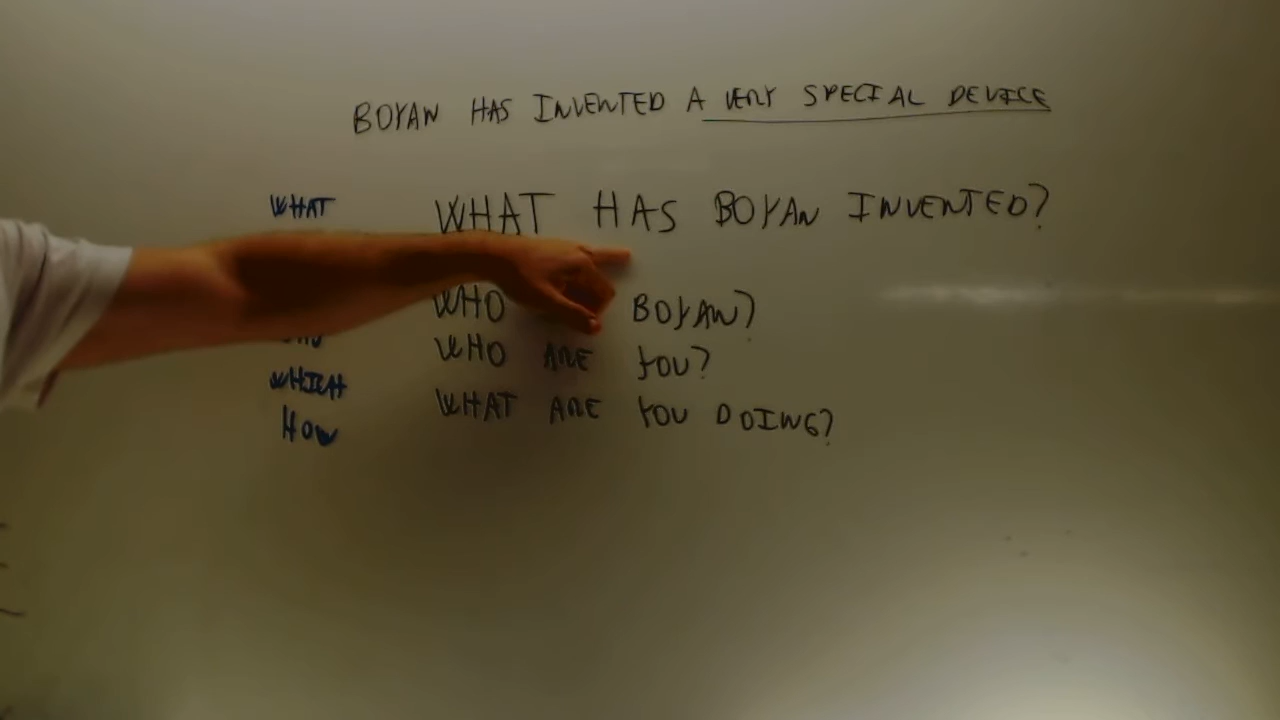 BOYAN HAS INVENTED A VERY SPECIAL DEVICE
WHAT
WHAT HAS BOYAN INVENTED?
WHO BOYAN?
WHO ARE YOU?
WHICH
WHAT ARE YOU DOING?
HOW